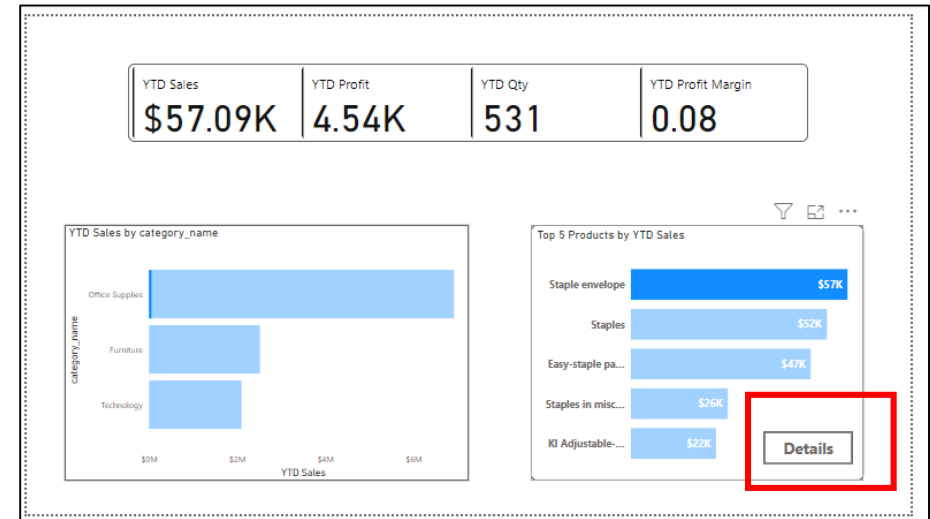 YTD Sales
$57.09K
YTD Profit
4.54K
YTD Qty
531
YTD Profit Margin
0.08
YTD Sales by category_name
category_name
Office Supplies
Furniture
Technology
$0M $2M $4M $6M
YTD Sales
Top 5 Products by YTD Sales
Staple envelope $57K
Staples $52K
Easy-staple pa... $47K
Staples in misc... $26K
KI Adjustable-... $22K
Details